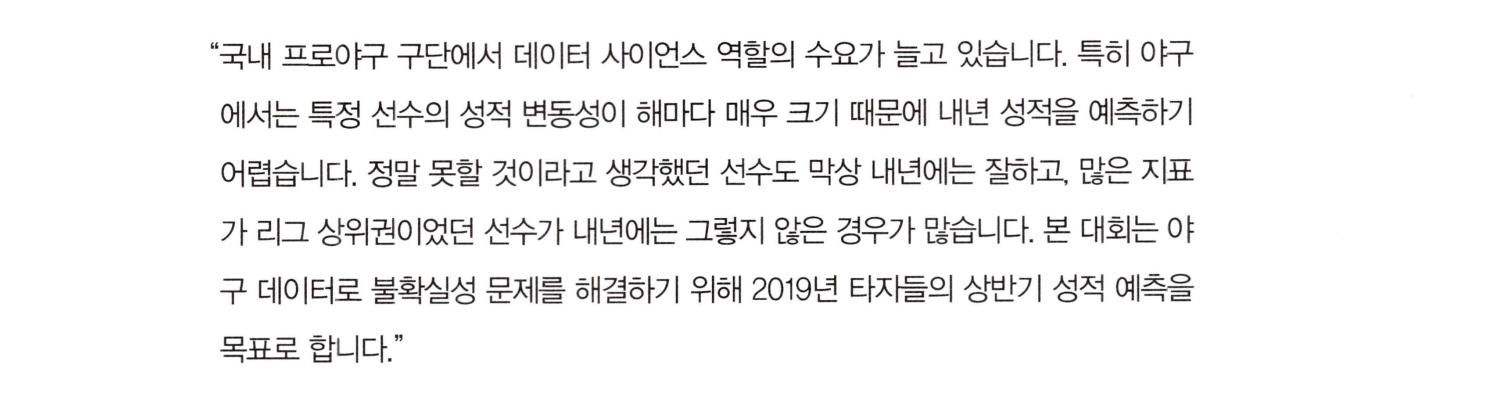 “국내 프로야구 구단에서 데이터 사이언스 역할의 수요가 늘고 있습니다. 특히 야구
에서는 특정 선수의 성적 변동성이 해마다 매우 크기 때문에 내년 성적을 예측하기
어렵습니다. 정말 못할 것이라고 생각했던 선수도 막상 내년에는 잘하고, 많은 지표
가 리그 상위권이었던 선수가 내년에는 그렇지 않은 경우가 많습니다. 본 대회는 야
구 데이터로 불확실성 문제를 해결하기 위해 2019년 타자들의 상반기 성적 예측을
목표로 합니다.”